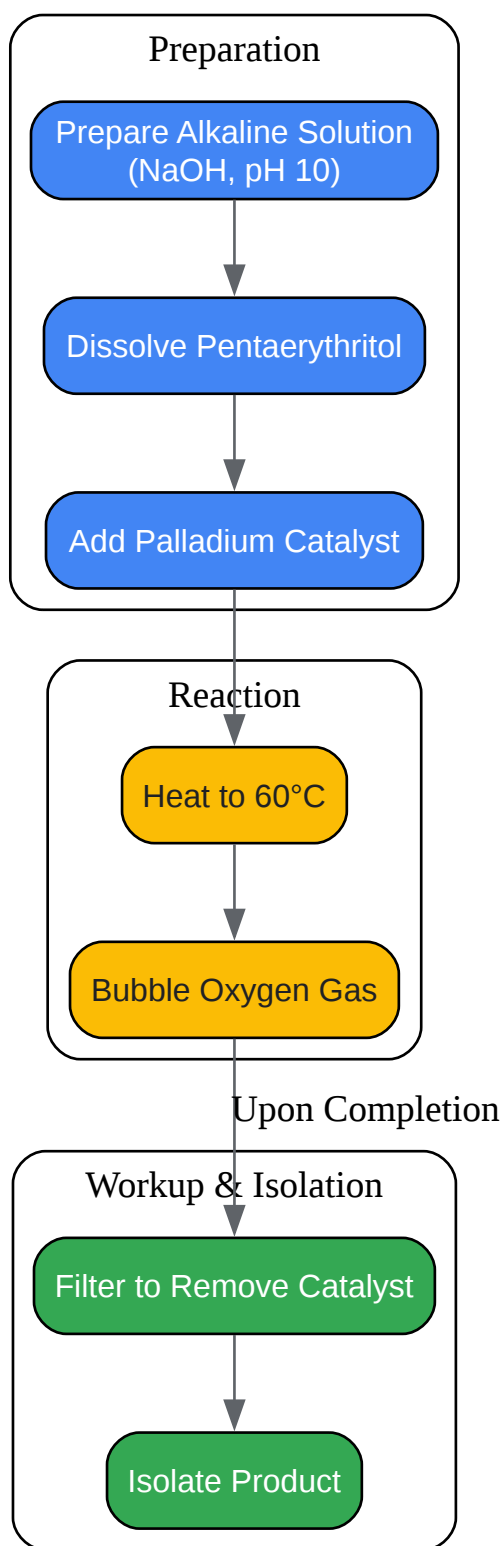 Preparation
Prepare Alkaline Solution
(NaOH, pH 10)
Dissolve Pentaerythritol
Add Palladium Catalyst
Reaction
Heat to 60°C
Bubble Oxygen Gas
Upon Completion
Workup & Isolation
Filter to Remove Catalyst
Isolate Product